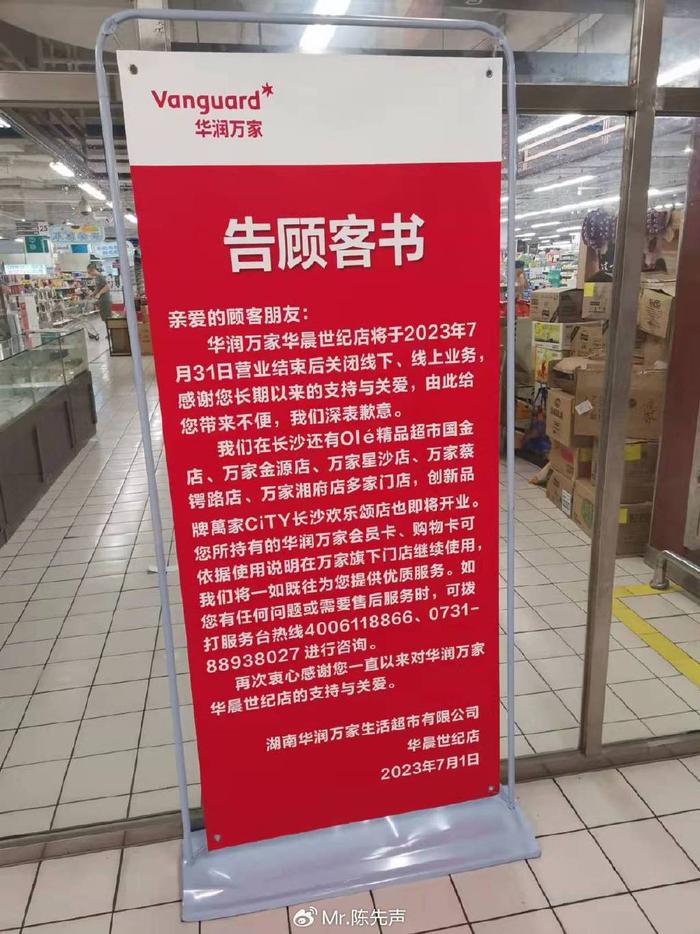 Vanguard
华润万家
告顾客书
亲爱的顾客朋友：
华润万家华晨世纪店将于2023年7
月31日营业结束后关闭线下、线上业务，
感谢您长期以来的支持与关爱，由此给
您带来不便，我们深表歉意。
我们在长沙还有Olé精品超市国金
店、万家金源店、万家星沙店、万家蔡
锷路店、万家湘府店多家门店，创新品
牌萬家CiTY长沙欢乐颂店也即将开业。
您所持有的华润万家会员卡、购物卡可
依据使用说明在万家旗下门店继续使用，
我们将一如既往为您提供优质服务。如
您有任何问题或需要售后服务时，可拨
打服务台热线4006118866、0731-
88938027 进行咨询。
再次衷心感谢您一直以来对华润万家
华晨世纪店的支持与关爱。
湖南华润万家生活超市有限公司
华晨世纪店
2023年7月1日
Mr.陈先声